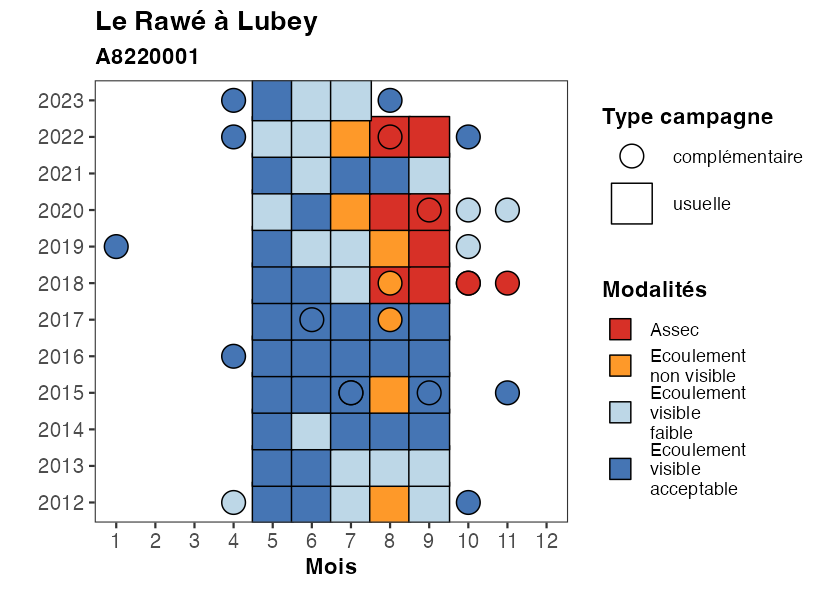 Le Rawé à Lubey
A8220001
2023
2022
2021
2020
2019
2018
2017
2016
2015
2014
2013
2012
1 2 3 4 5 6 7 8 9 10 11 12
Mois
Type campagne
complémentaire
usuelle
Modalités
Assec
Ecoulement
non visible
Ecoulement
visible
faible
Ecoulement
visible
acceptable